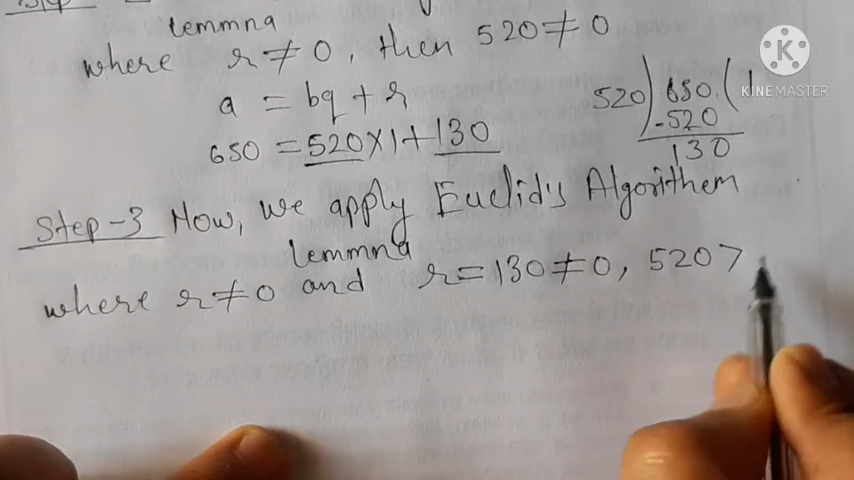 lemmna
where r ≠ 0, then 520 ≠ 0
a = bq + r
520) 650 (1
-520
130
650 = 520 × 1 + 130
Step-3 Now, we apply Euclid's Algorithem
lemmna
where r ≠ 0 and r = 130 ≠ 0, 520 >
KINEMASTER